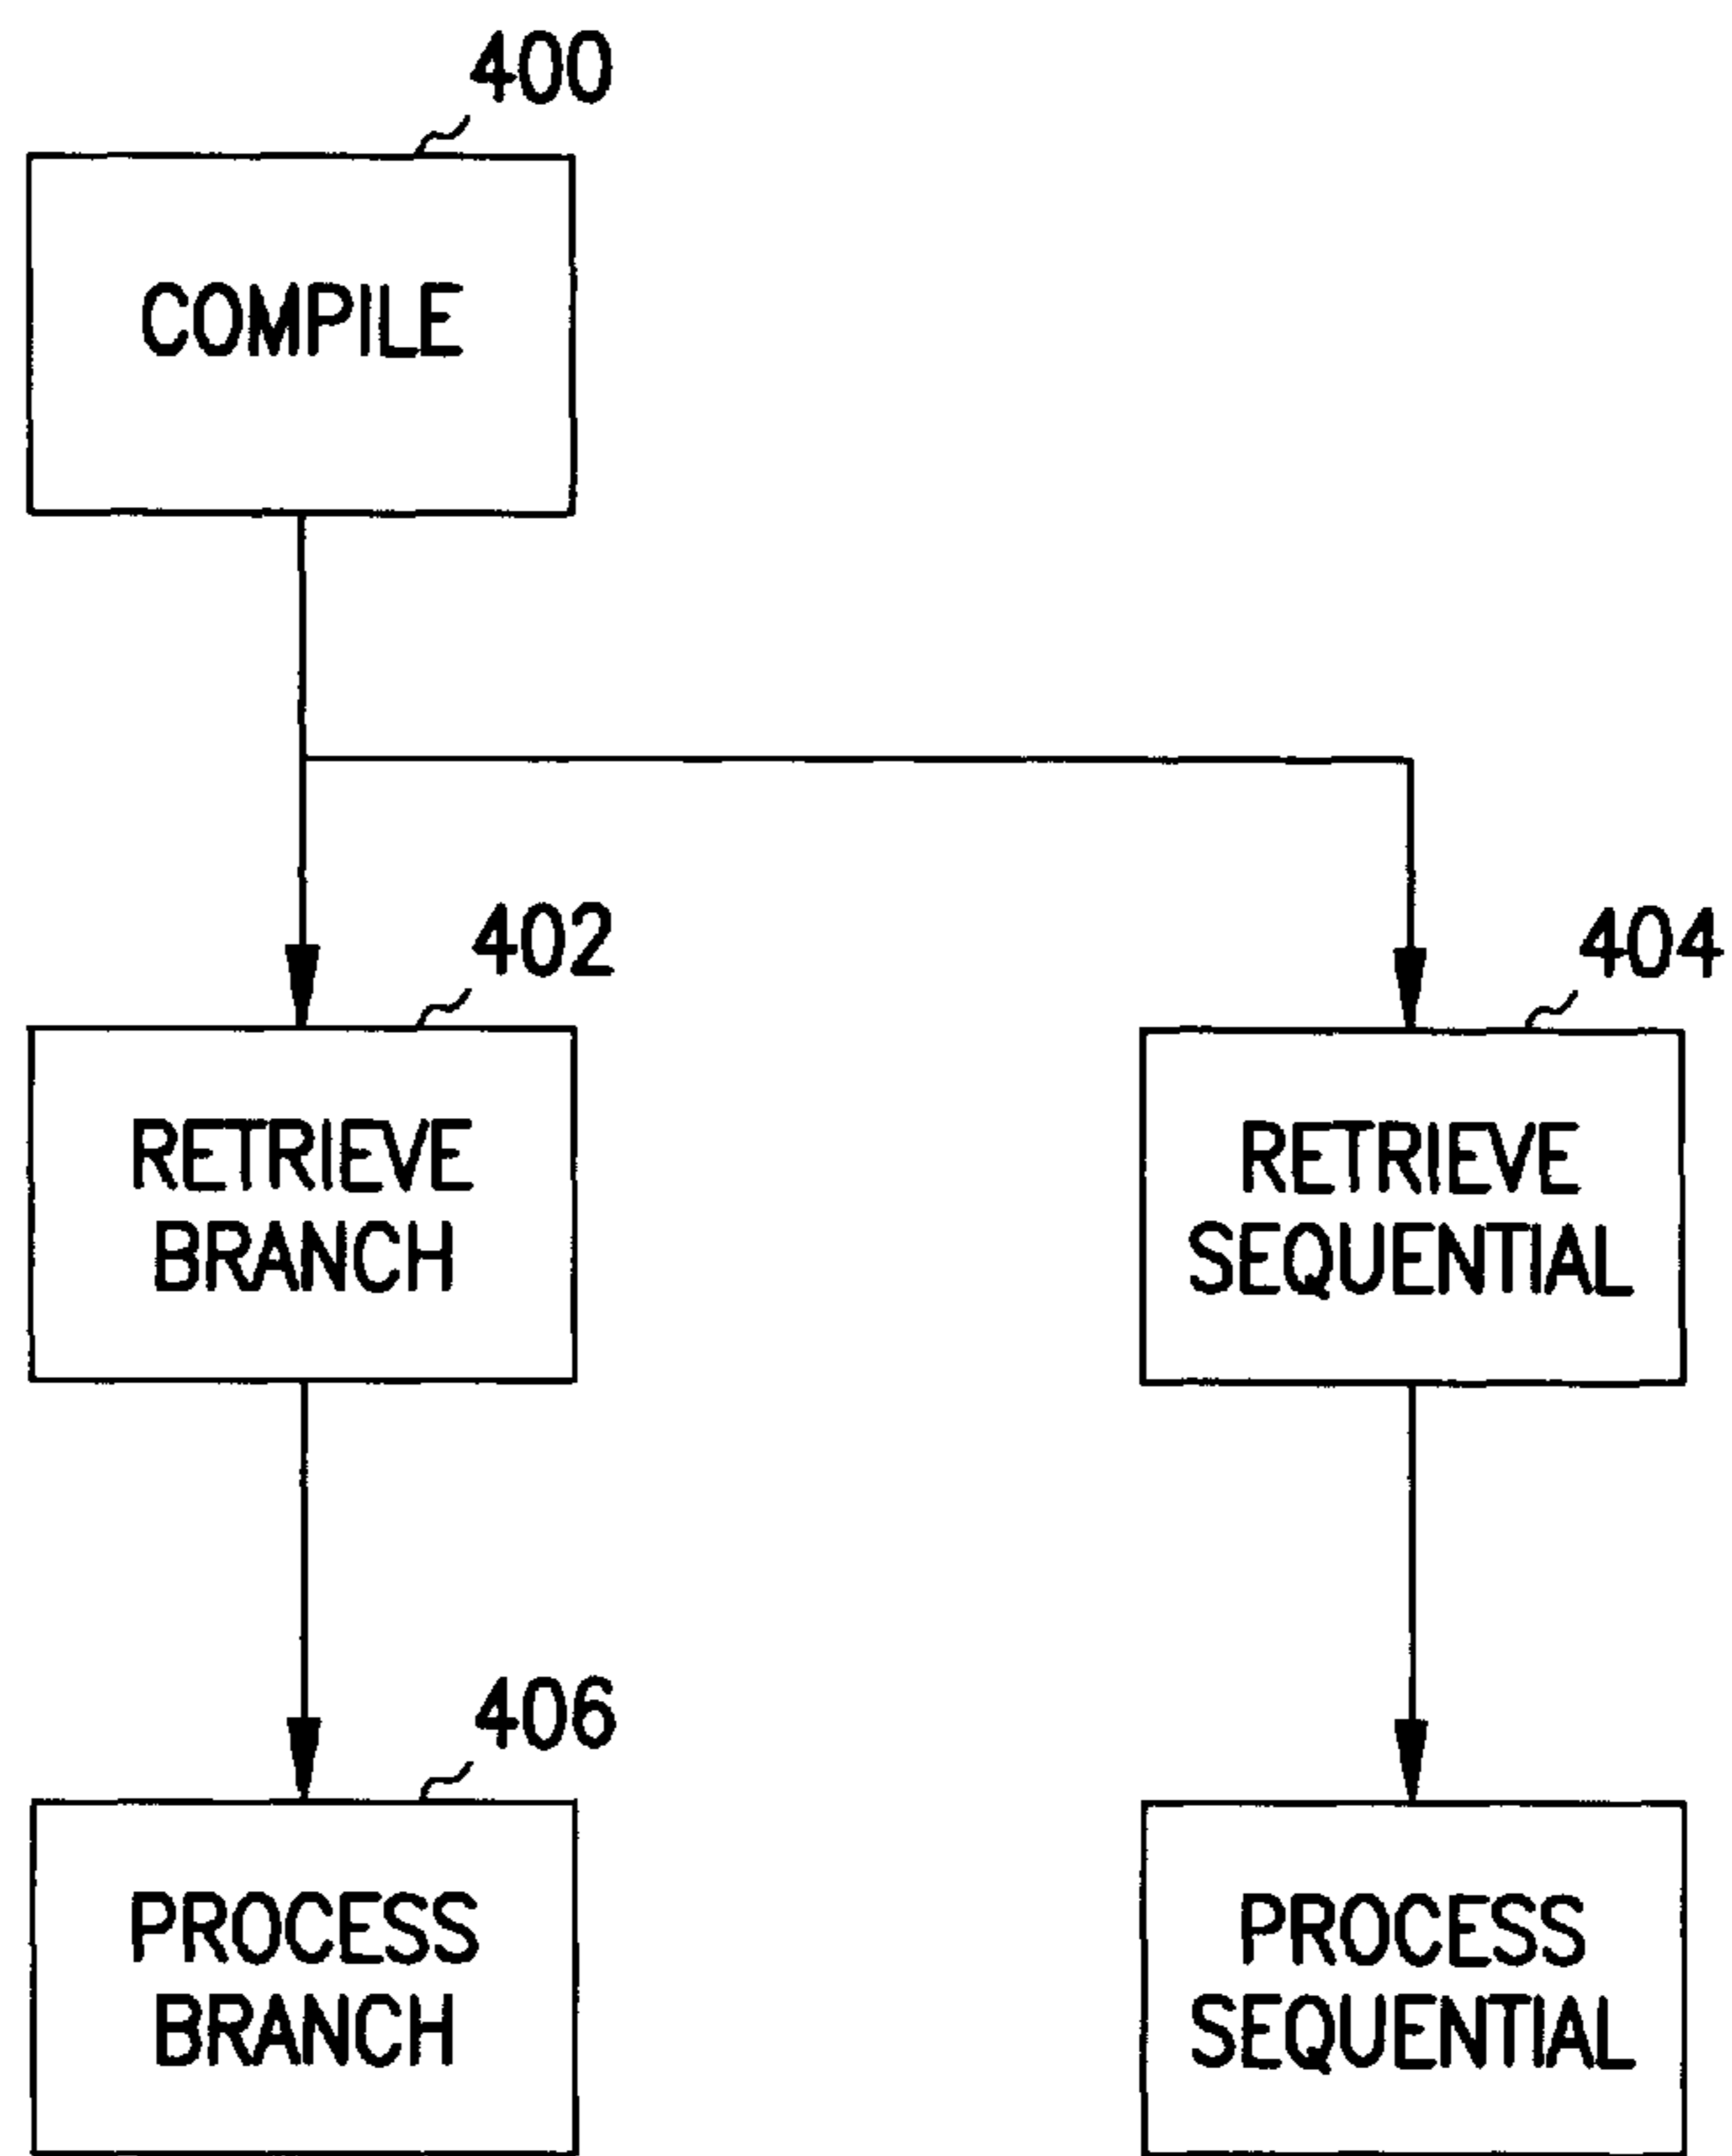 400
COMPILE
402
404
RETRIEVE
BRANCH
RETRIEVE
SEQUENTIAL
406
PROCESS
BRANCH
PROCESS
SEQUENTIAL